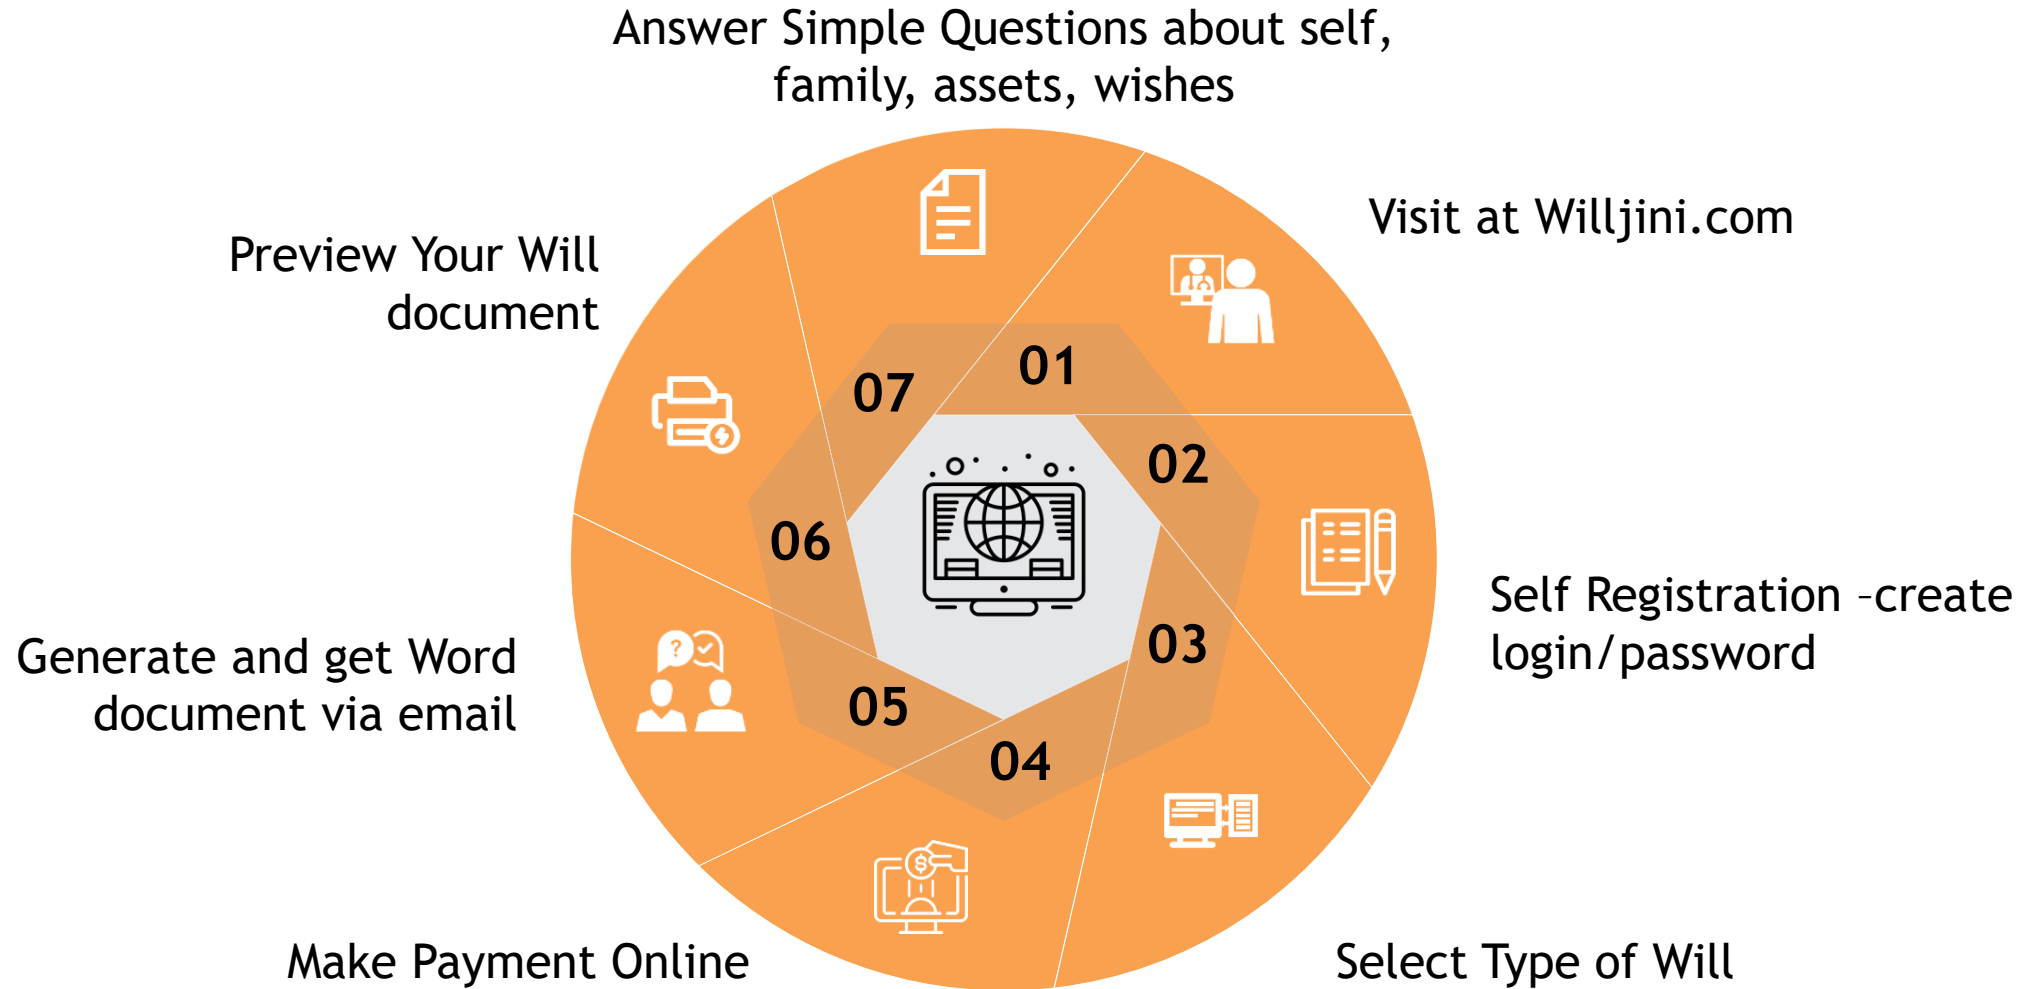 Answer Simple Questions about self,
family, assets, wishes
Visit at Willjini.com
Preview Your Will
document
01
07
02
06
03
05
04
Self Registration –create
login/password
Generate and get Word
document via email
Make Payment Online
Select Type of Will
?
$